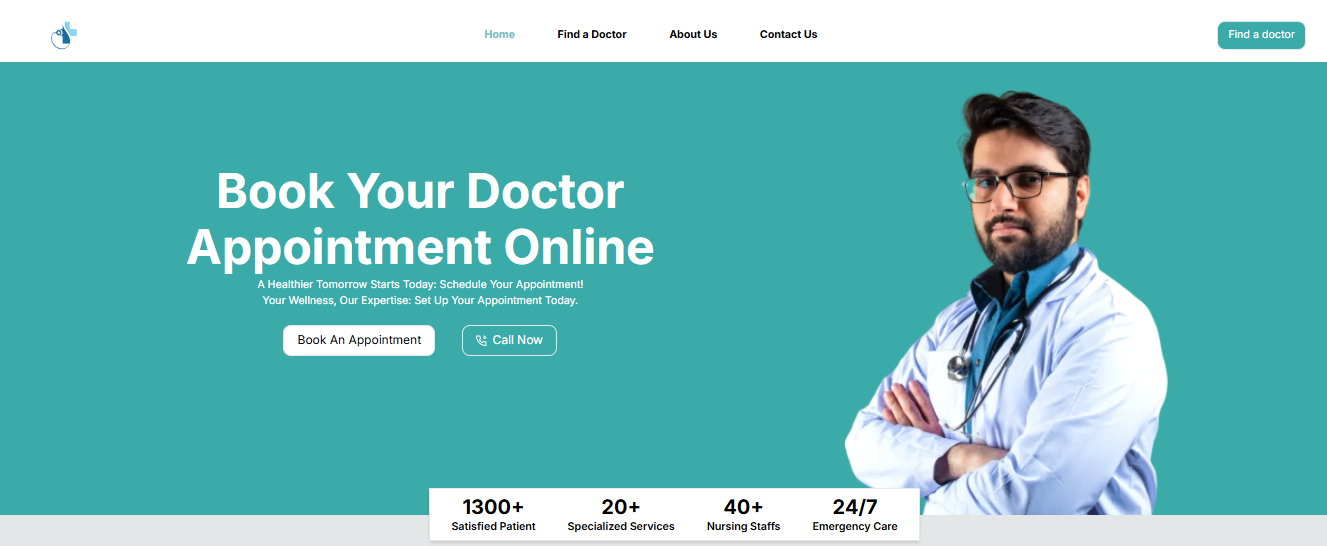 Home
Find a Doctor
About Us
Contact Us
Find a doctor
Book Your Doctor
Appointment Online
A Healthier Tomorrow Starts Today: Schedule Your Appointment!
Your Wellness, Our Expertise: Set Up Your Appointment Today.
Book An Appointment
Call Now
1300+
Satisfied Patient
20+
Specialized Services
40+
Nursing Staffs
24/7
Emergency Care